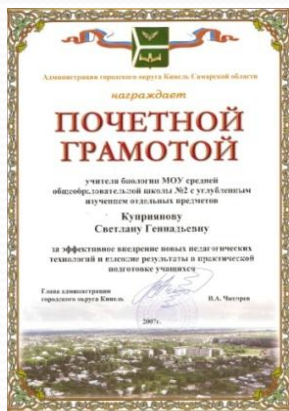 Администрация городского округа Кинель Самарской области
награждает
ПОЧЕТНОЙ
ГРАМОТОЙ
учителя биологии МОУ средней
общеобразовательной школы №2 с углубленным
изучением отдельных предметов
Куприянову
Светлану Геннадьевну
за эффективное внедрение новых педагогических
технологий и высокие результаты в практической
подготовке учащихся
Глава администрации
городского округа Кинель
В.А. Чихирев
2007г.